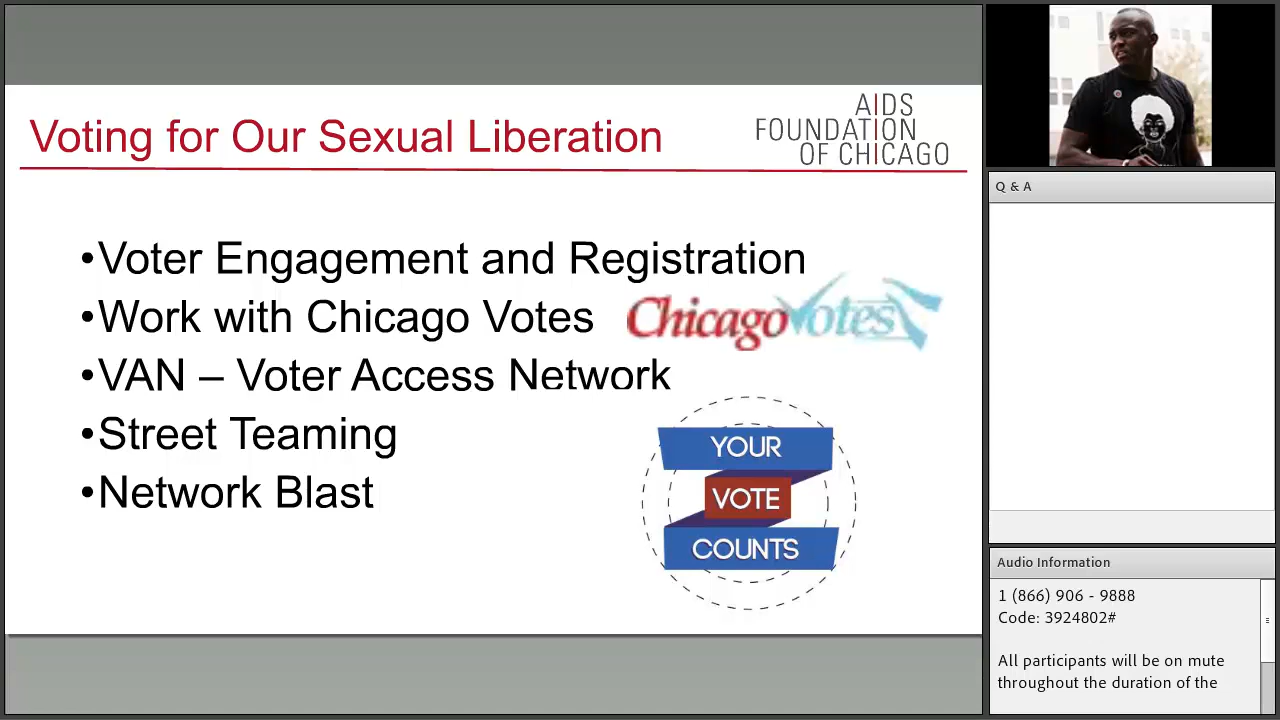 Voting for Our Sexual Liberation
AIDS
FOUNDATION
OF CHICAGO
•Voter Engagement and Registration
•Work with Chicago Votes
ChicagoVotes
•VAN – Voter Access Network
•Street Teaming
•Network Blast
YOUR
VOTE
COUNTS
Q & A
Audio Information
1 (866) 906 - 9888
Code: 3924802#
All participants will be on mute
throughout the duration of the